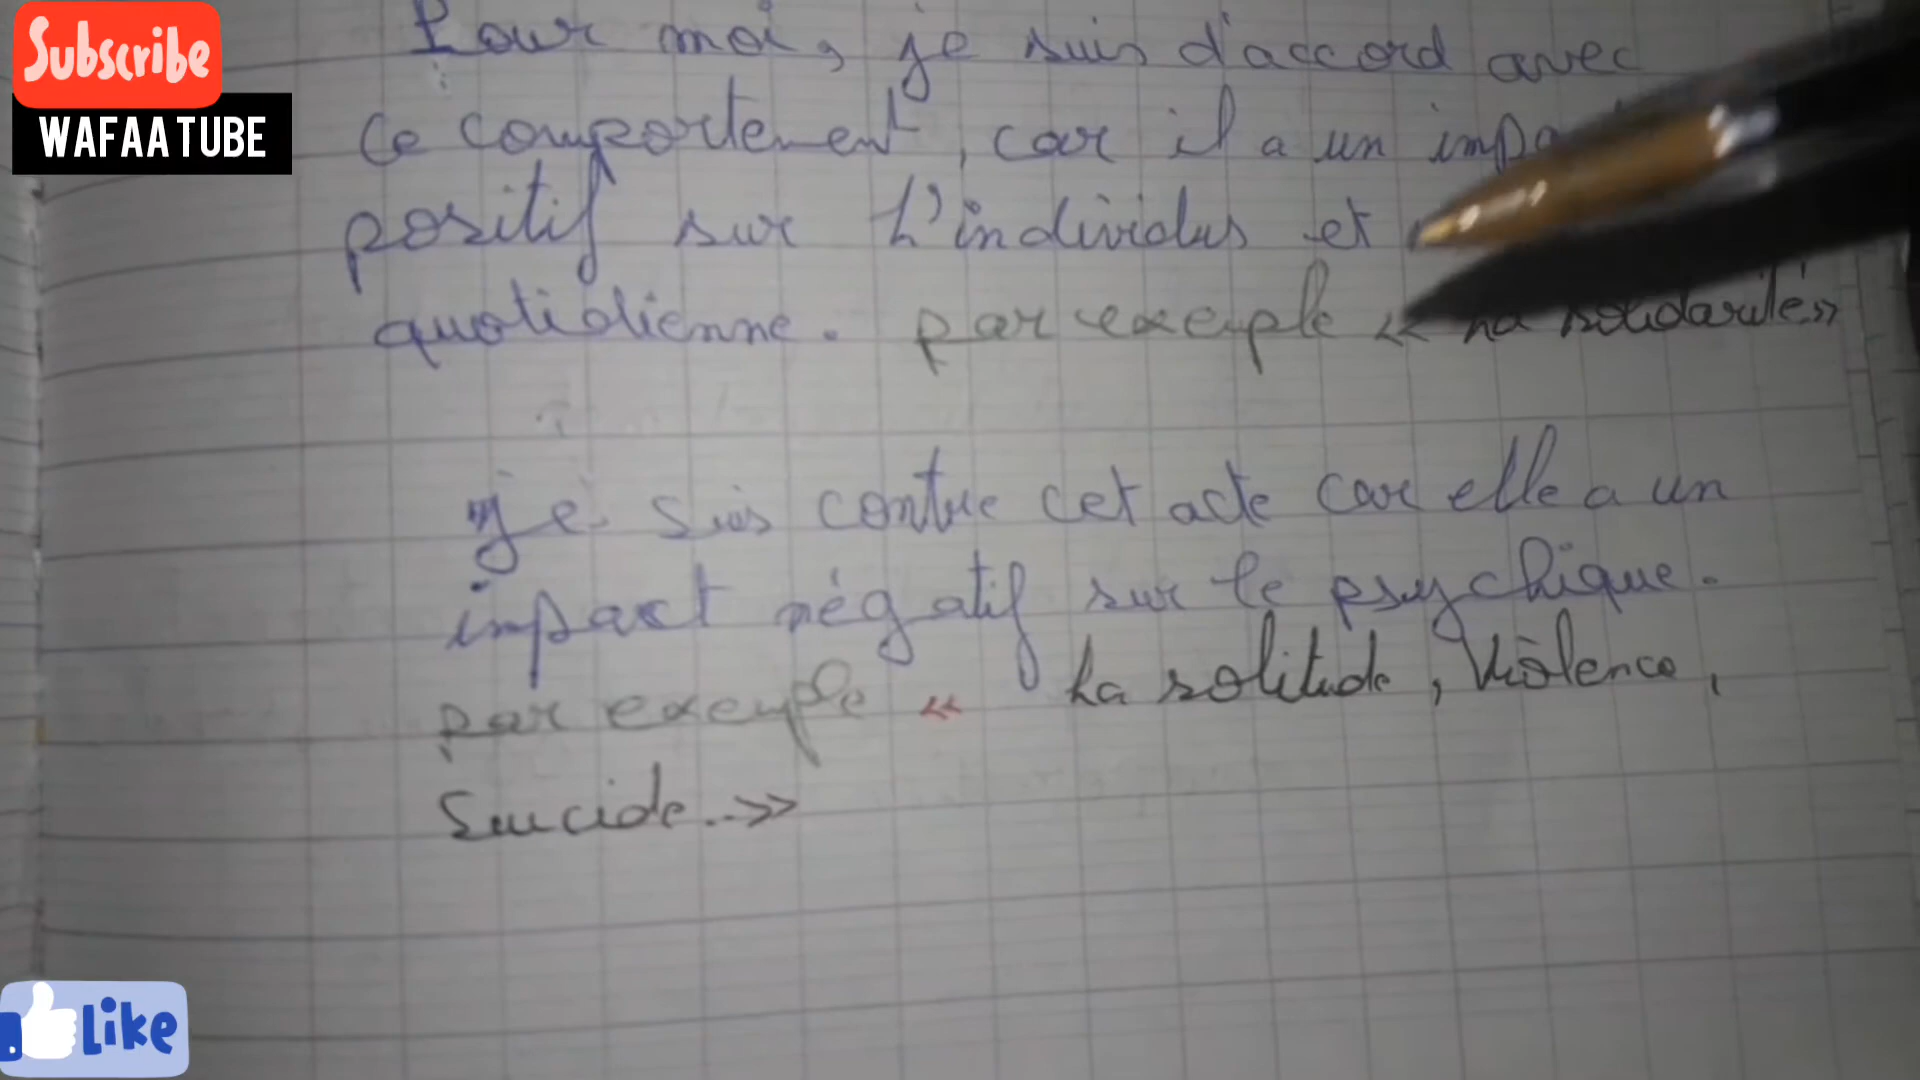 Subscribe
WAFAA TUBE
Pour moi, je suis d'accord avec
ce comportement, car il a un
positif sur l'individus et
quotidienne. par exemple « La solidarité »
je suis contre cet acte car elle a un
impact négatif sur le psychique.
par exemple « La solitude, Violence,
Suicide..»
Like